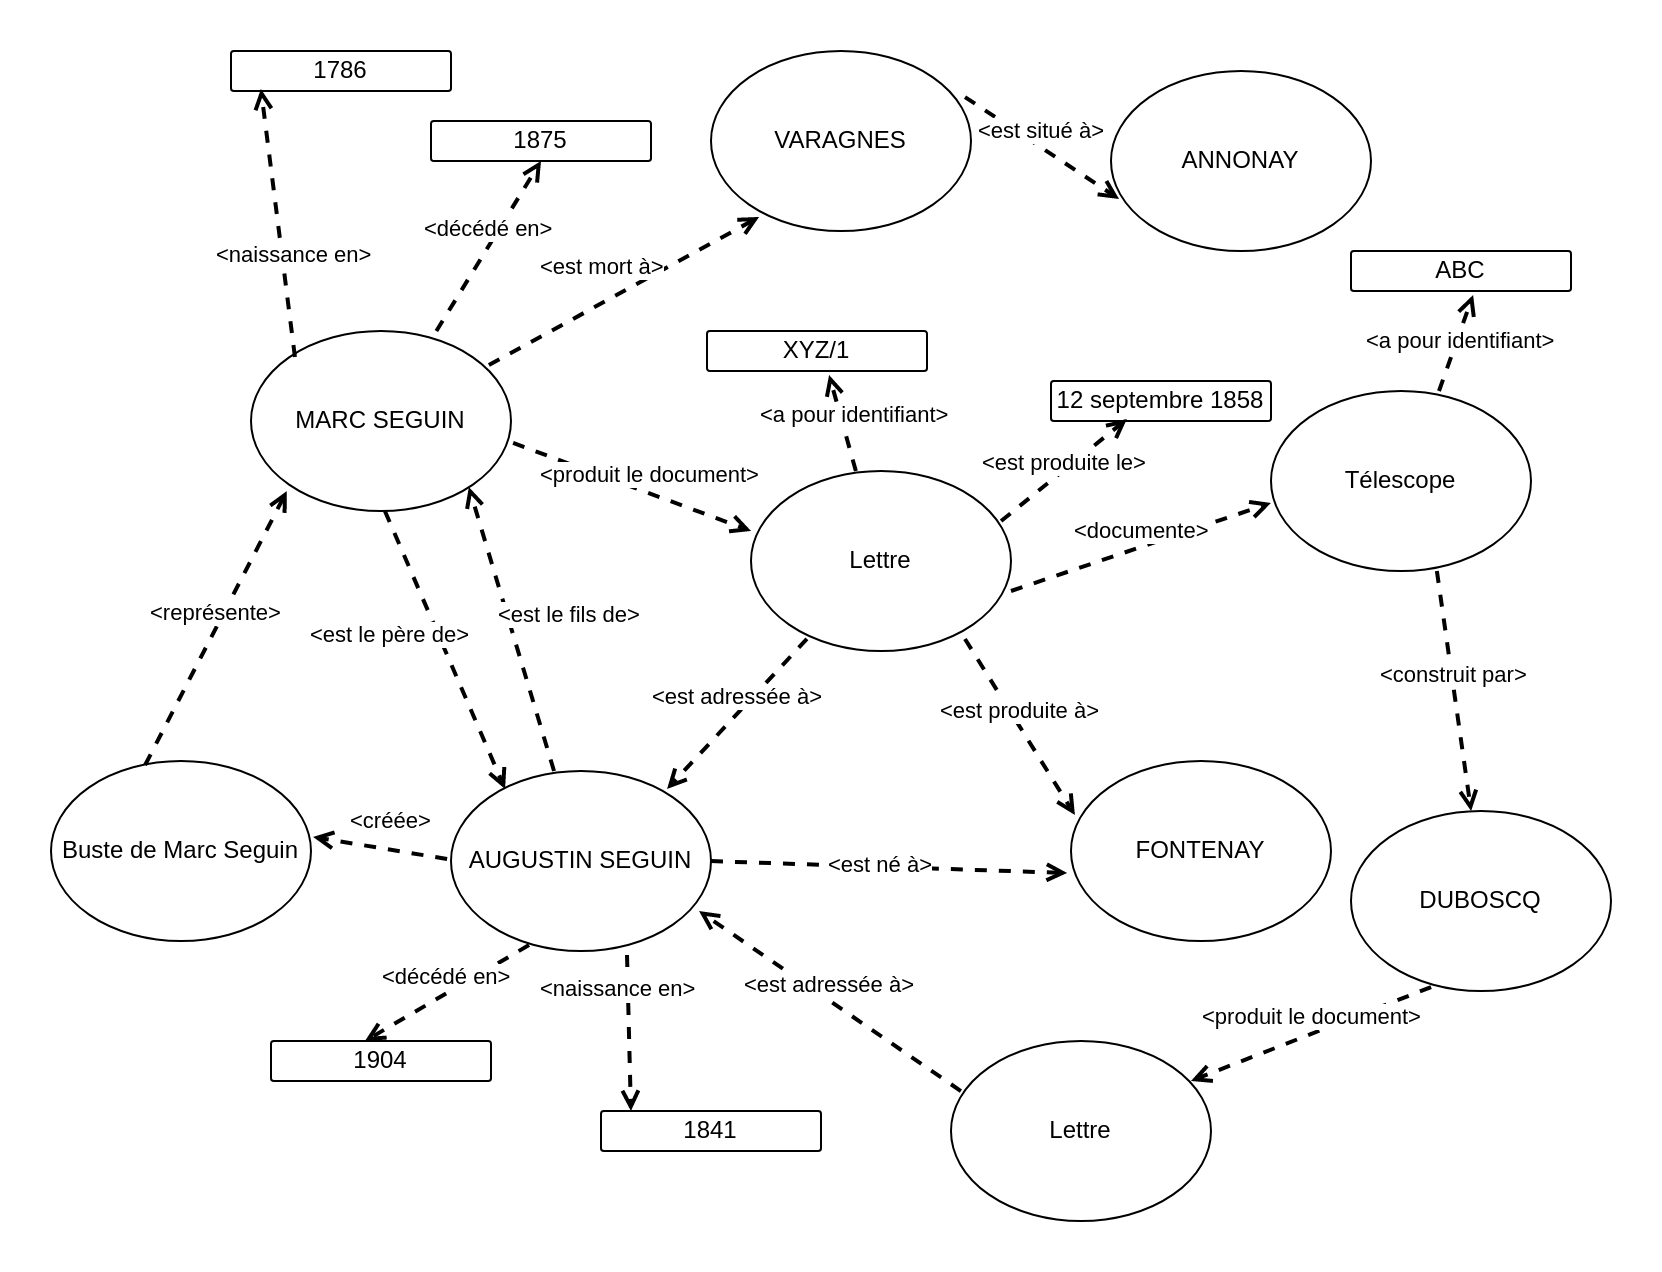 1786
1875
VARAGNES
<est situé à>
ANNONAY
<naissance en>
<décédé en>
<est mort à>
ABC
<a pour identifiant>
XYZ/1
<a pour identifiant>
12 septembre 1858
MARC SEGUIN
<est produite le>
<produit le document>
Télescope
<documente>
Lettre
<représente>
<est le père de>
<est le fils de>
<construit par>
<est adressée à>
<est produite à>
<créée>
Buste de Marc Seguin
AUGUSTIN SEGUIN
<est né à>
FONTENAY
DUBOSCQ
<décédé en>
<naissance en>
<est adressée à>
<produit le document>
1904
1841
Lettre